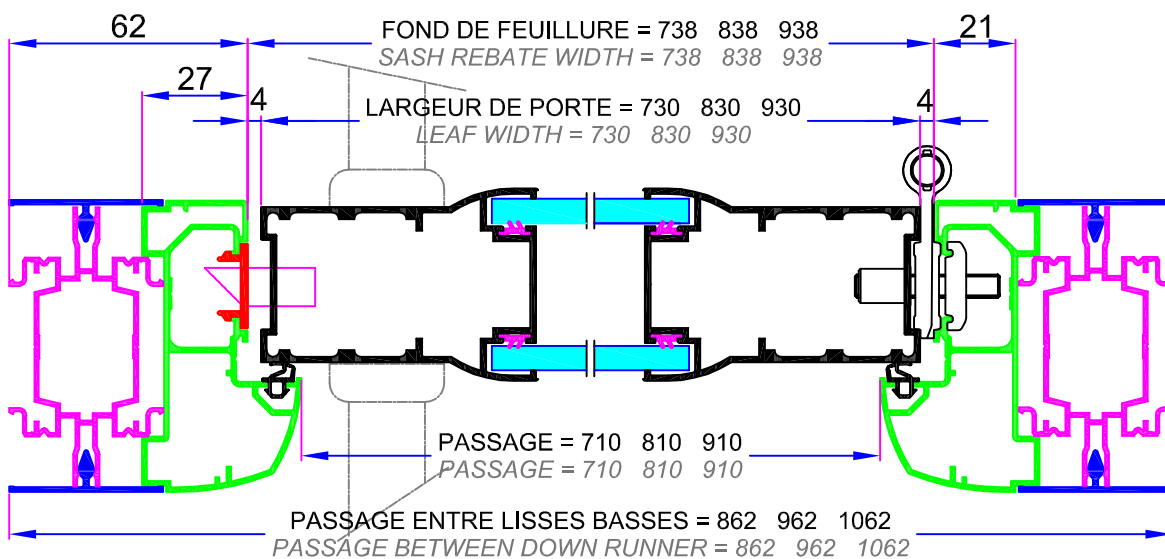 62
FOND DE FEUILLURE = 738 838 938
21
SASH REBATE WIDTH = 738 838 938
27
4
LARGEUR DE PORTE = 730 830 930
4
LEAF WIDTH = 730 830 930
PASSAGE = 710 810 910
PASSAGE = 710 810 910
PASSAGE ENTRE LISSES BASSES = 862 962 1062
PASSAGE BETWEEN DOWN RUNNER = 862 962 1062